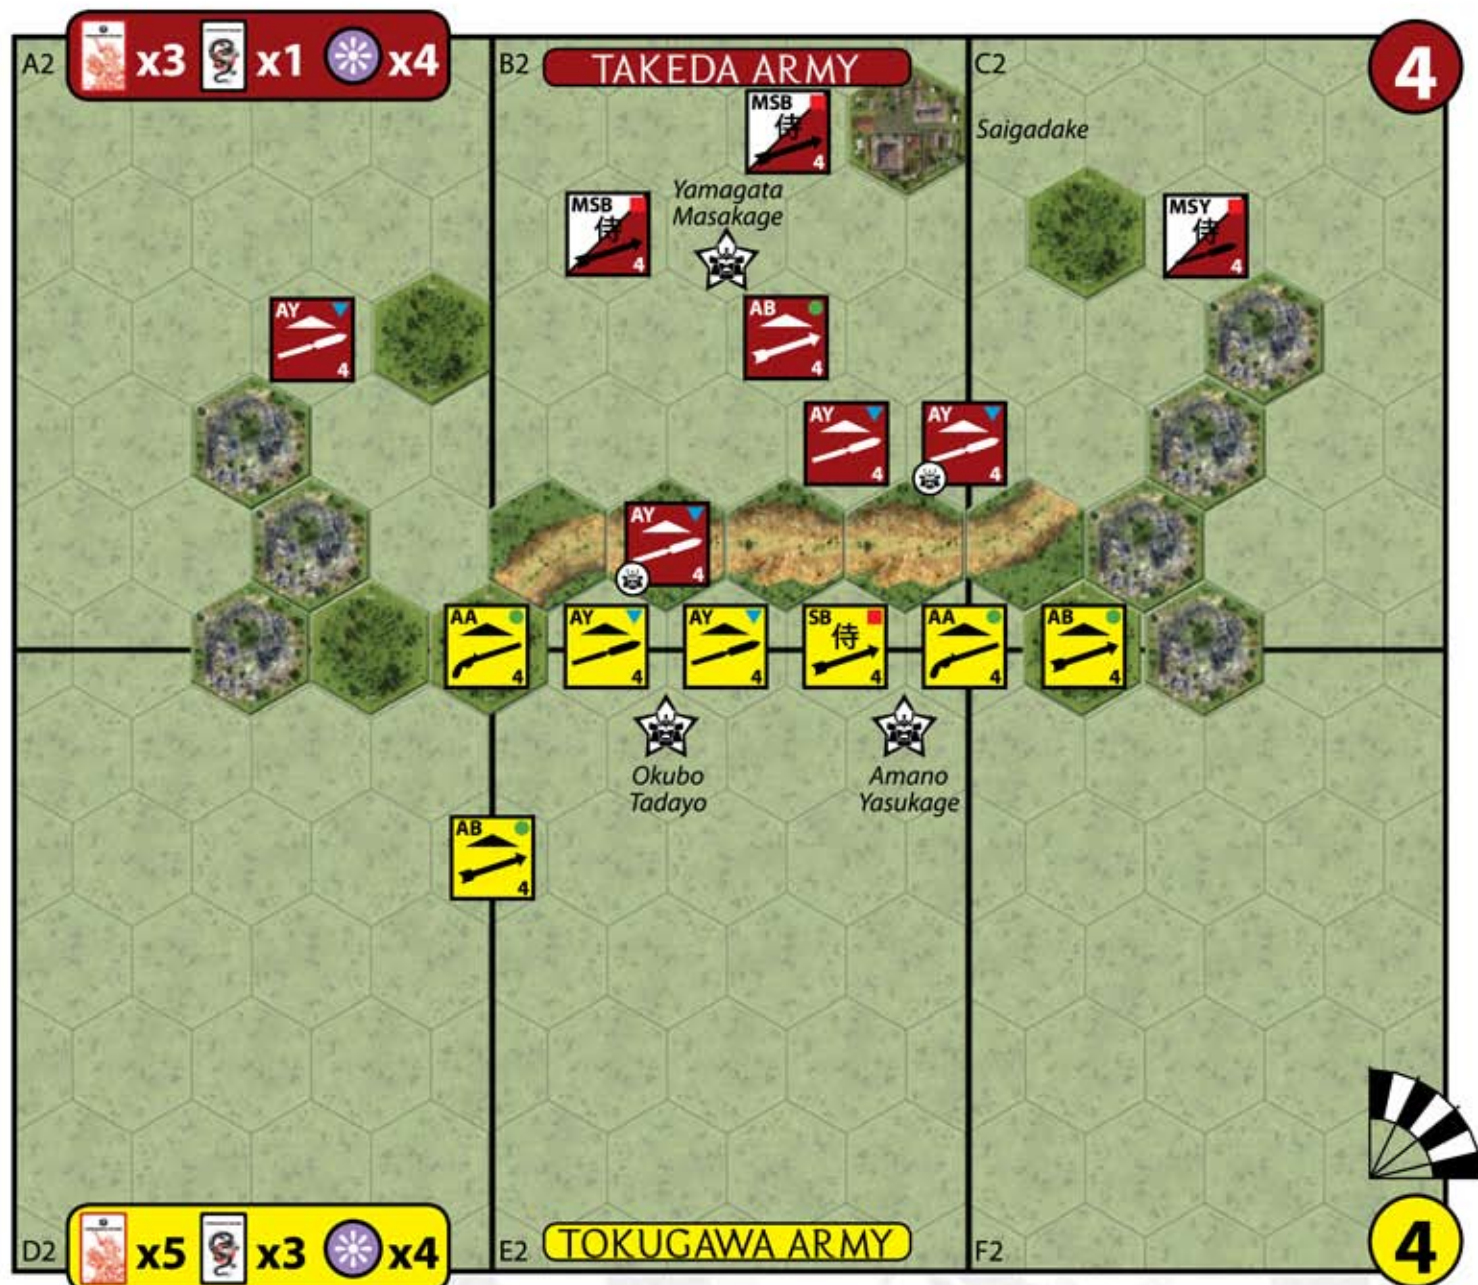 A2
x3
x1
x4
B2
TAKEDA ARMY
C2
4
MSB
侍
4
Saigadake
Yamagata
Masakage
MSB
侍
4
MSY
侍
4
AY
4
AB
4
AY
4
AY
4
AY
4
AA
4
AY
4
AY
4
SB
侍
4
AA
4
AB
4
Okubo
Tadayo
Amano
Yasukage
AB
4
D2
x5
x3
x4
E2
TOKUGAWA ARMY
F2
4